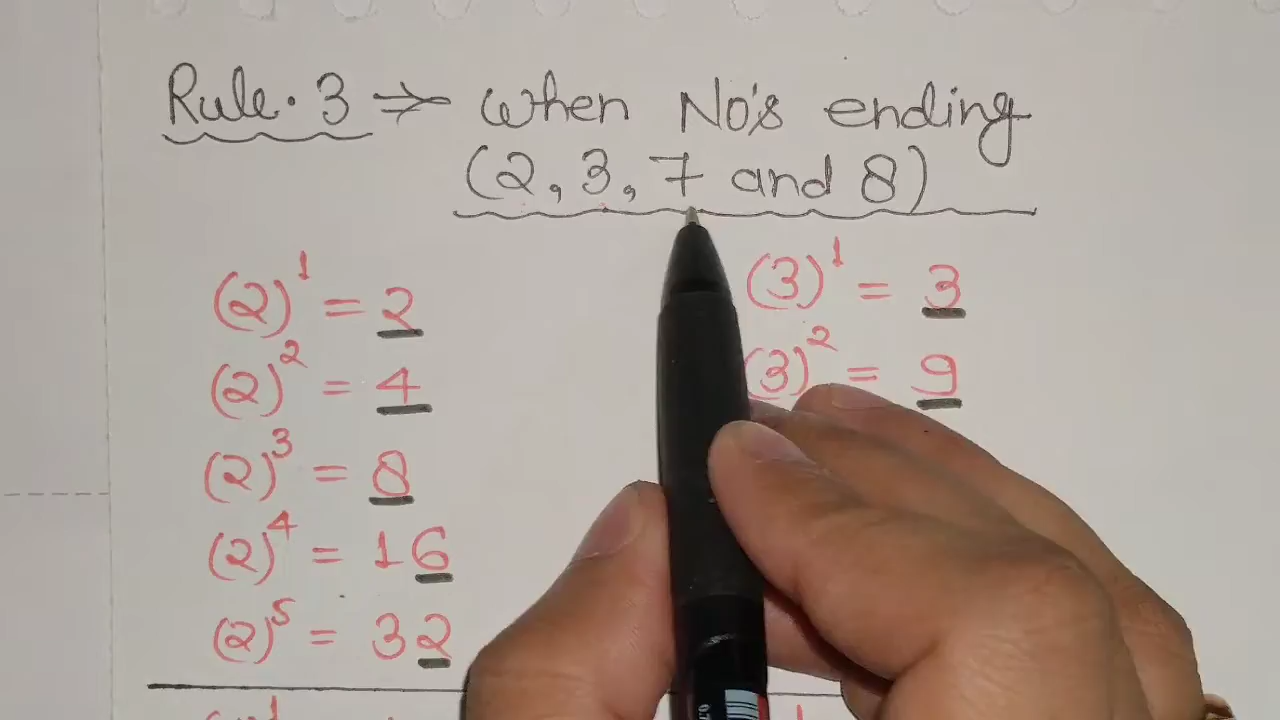 Rule. 3 ⇒ When No's ending
(2, 3, 7 and 8)
(2)¹ = 2
(2)² = 4
(2)³ = 8
(2)⁴ = 16
(2)⁵ = 32
(3)¹ = 3
(3)² = 9